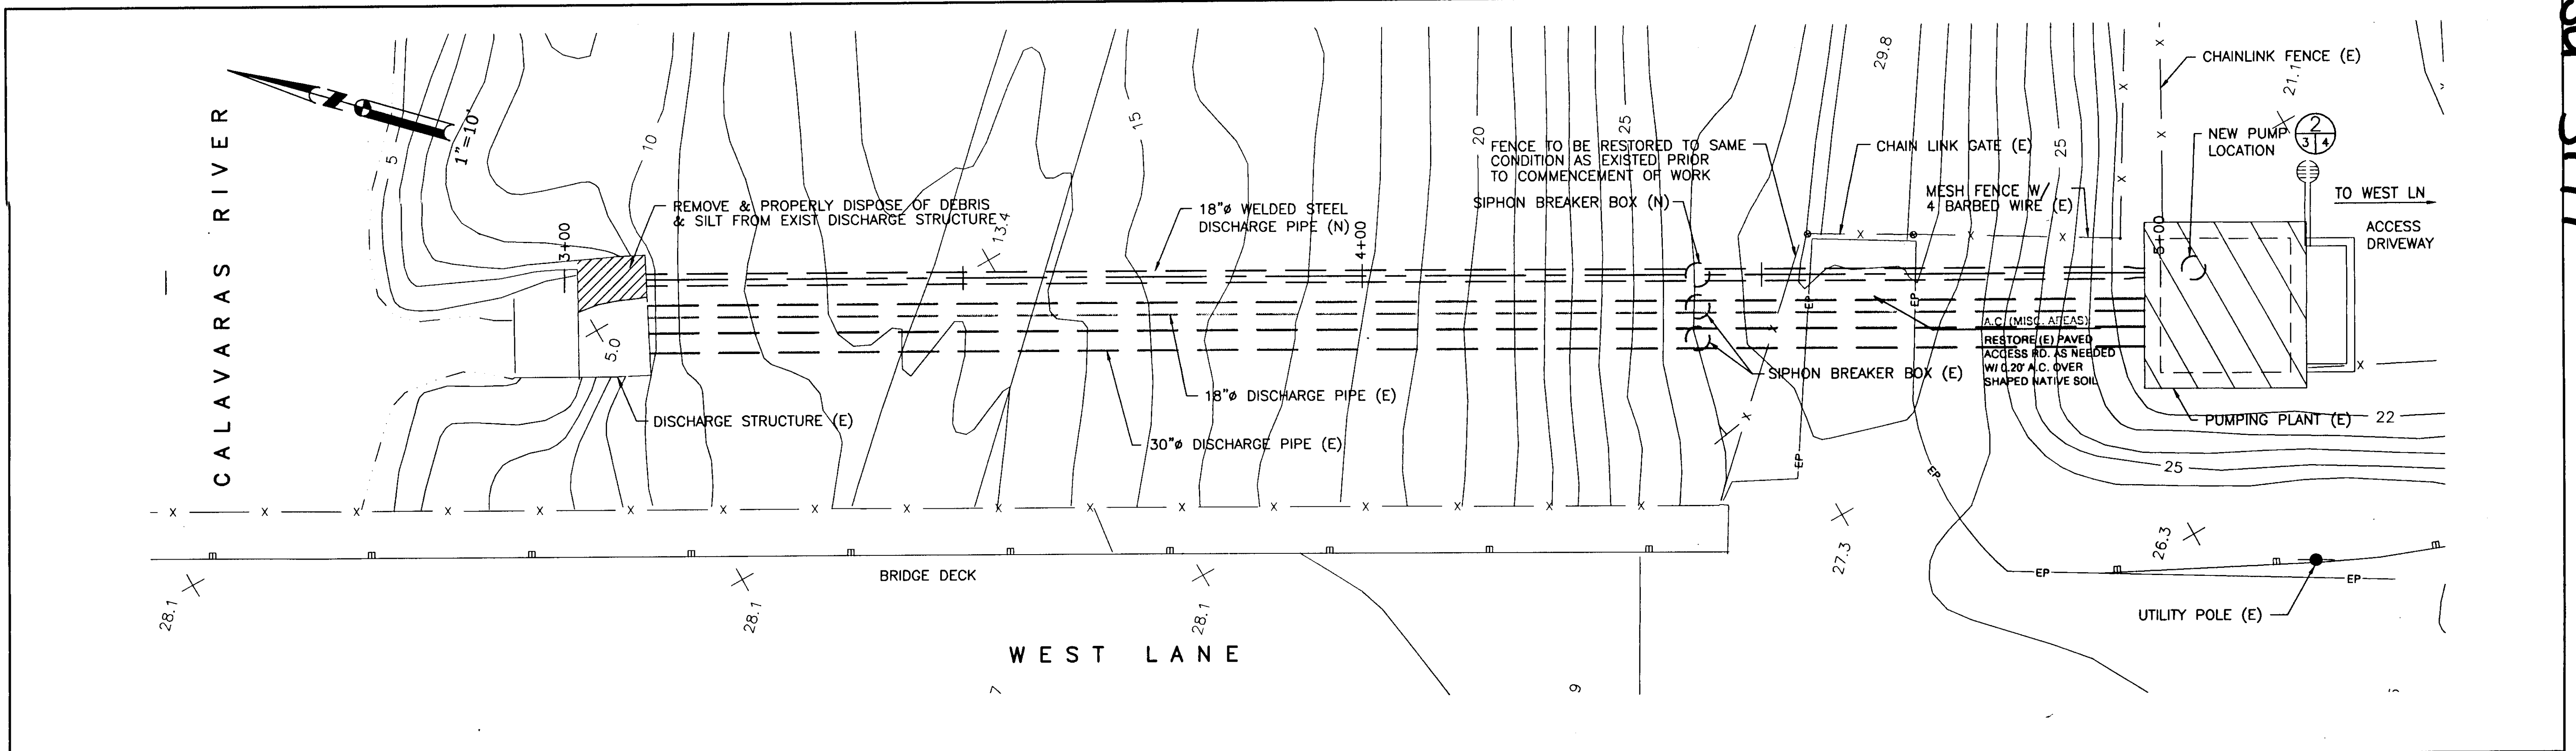 CALAVARAS RIVER
1"=10'
5
10
15
20
25
29.8
25
21.1
CHAINLINK FENCE (E)
NEW PUMP
LOCATION
2
3 4
TO WEST LN
ACCESS
DRIVEWAY
FENCE TO BE RESTORED TO SAME
CONDITION AS EXISTED PRIOR
TO COMMENCEMENT OF WORK
CHAIN LINK GATE (E)
MESH FENCE W/
4 BARBED WIRE (E)
SIPHON BREAKER BOX (N)
REMOVE & PROPERLY DISPOSE OF DEBRIS
& SILT FROM EXIST DISCHARGE STRUCTURE
13.4
18"ø WELDED STEEL
DISCHARGE PIPE (N)
3+00
4+00
5+00
5.0
A.C. (MISC. AREAS)
RESTORE (E) PAVED
ACCESS RD. AS NEEDED
W/ 0.20' A.C. OVER
SHAPED NATIVE SOIL
SIPHON BREAKER BOX (E)
18"ø DISCHARGE PIPE (E)
30"ø DISCHARGE PIPE (E)
DISCHARGE STRUCTURE (E)
PUMPING PLANT (E)
22
25
EP
EP
EP
EP
EP
EP
27.3
26.3
BRIDGE DECK
28.1
28.1
28.1
UTILITY POLE (E)
WEST LANE